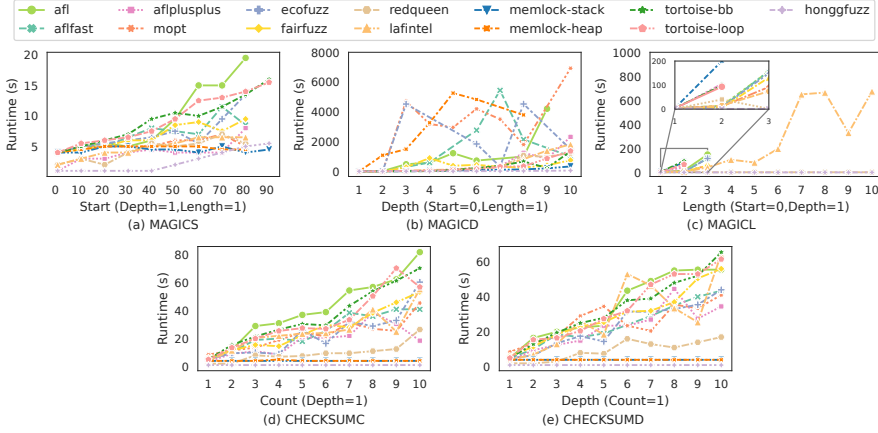 afl aflplusplus ecofuzz redqueen memlock-stack tortoise-bb honggfuzz
aflfast mopt fairfuzz lafintel memlock-heap tortoise-loop
20
15
10
5
Runtime (s)
0 10 20 30 40 50 60 70 80 90
Start (Depth=1,Length=1)
(a) MAGICS
8000
6000
4000
2000
0
Runtime (s)
1 2 3 4 5 6 7 8 9 10
Depth (Start=0,Length=1)
(b) MAGICD
1000
800
600
400
200
0
Runtime (s)
200
100
0
1 2 3
1 2 3 4 5 6 7 8 9 10
Length (Start=0,Depth=1)
(c) MAGICL
80
60
40
20
0
Runtime (s)
1 2 3 4 5 6 7 8 9 10
Count (Depth=1)
(d) CHECKSUMC
60
40
20
0
Runtime (s)
1 2 3 4 5 6 7 8 9 10
Depth (Count=1)
(e) CHECKSUMD